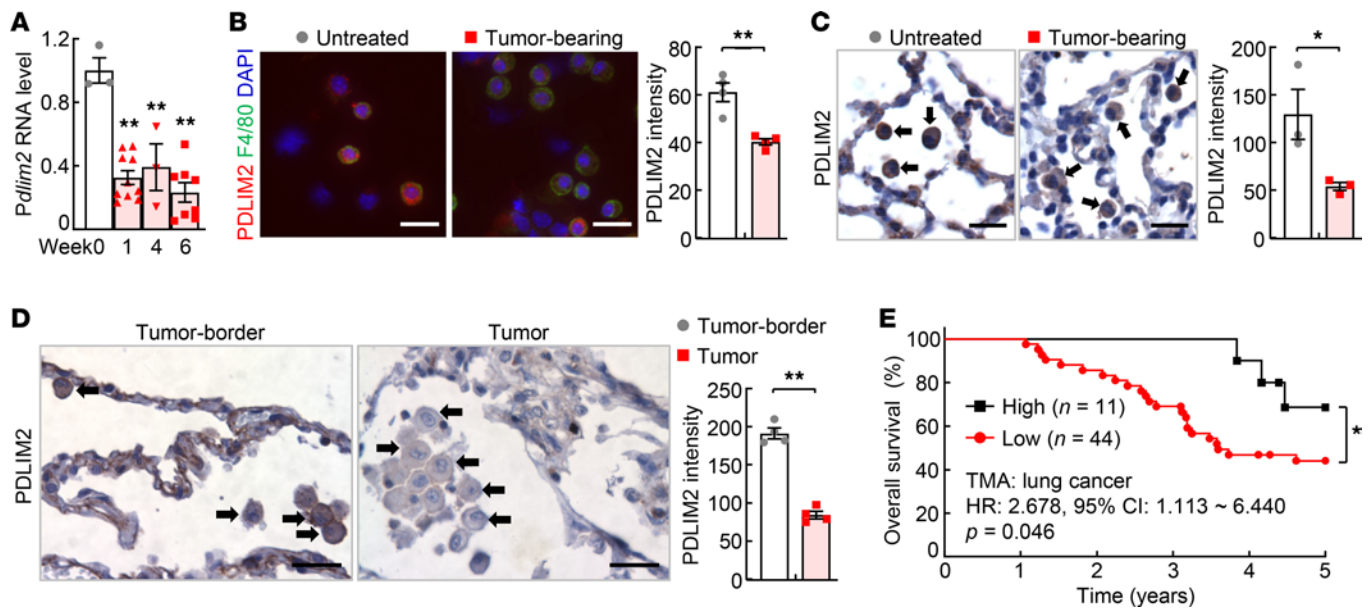 A
Pdlim2 RNA level
1.2
0.8
0.4
0
** ** **
Week0 1 4 6
B
Untreated Tumor-bearing
PDLIM2 F4/80 DAPI
PDLIM2 intensity
80
60
40
20
0
**
C
Untreated Tumor-bearing
PDLIM2
PDLIM2 intensity
200
150
100
50
0
*
D
Tumor-border Tumor
PDLIM2
Tumor-border
Tumor
PDLIM2 intensity
250
200
150
100
50
0
**
E
Overall survival (%)
100
80
60
40
20
0
High (n = 11)
Low (n = 44)
*
TMA: lung cancer
HR: 2.678, 95% CI: 1.113 ~ 6.440
p = 0.046
0 1 2 3 4 5
Time (years)